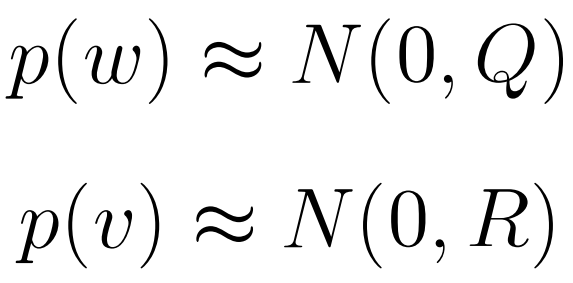 p(w) ≈ N(0, Q)
p(v) ≈ N(0, R)